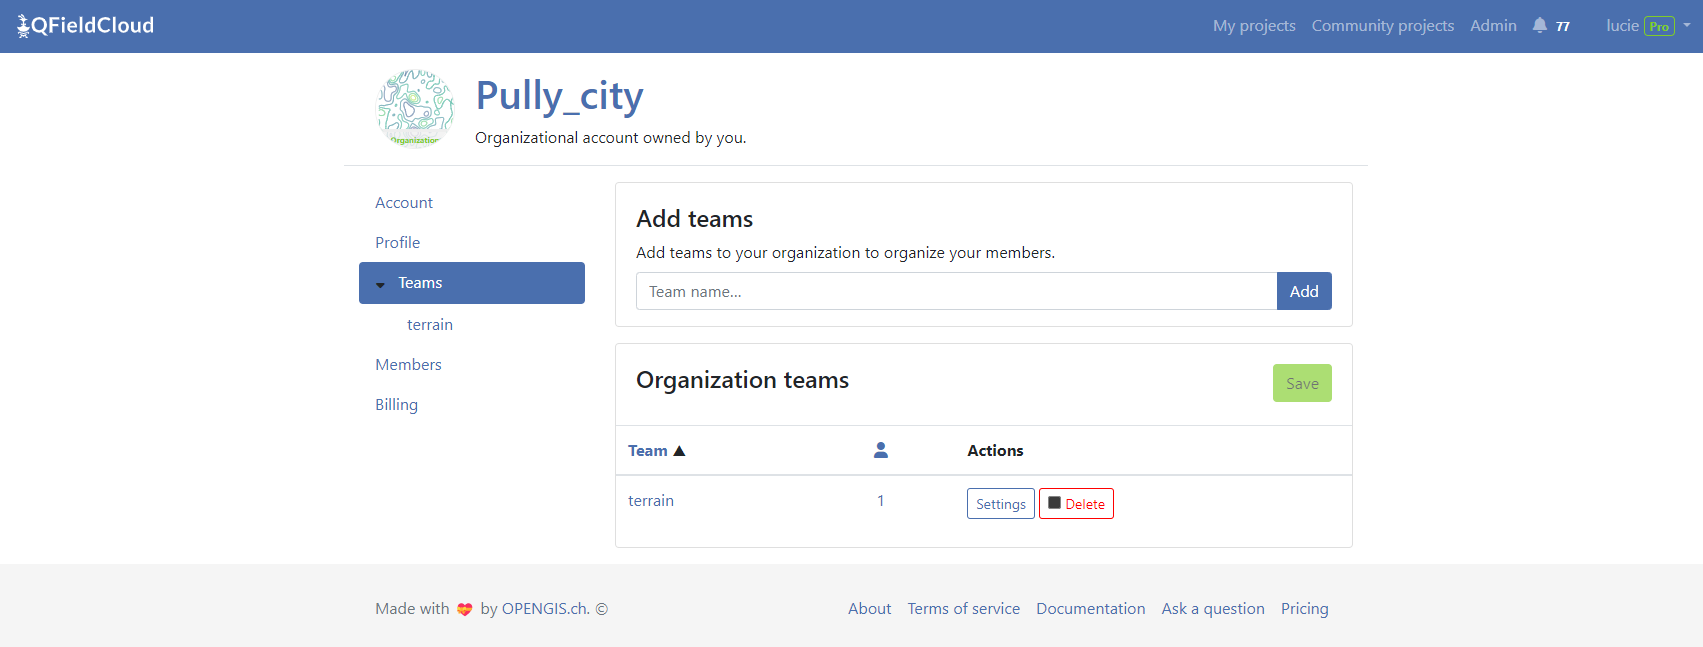 QFieldCloud
My projects Community projects Admin 77 lucie Pro
Organization
Pully_city
Organizational account owned by you.
Account
Profile
Teams
terrain
Members
Billing
Add teams
Add teams to your organization to organize your members.
Team name...
Add
Organization teams
Save
Team ▲ Actions
terrain 1 Settings Delete
Made with 💝 by OPENGIS.ch. ©
About Terms of service Documentation Ask a question Pricing